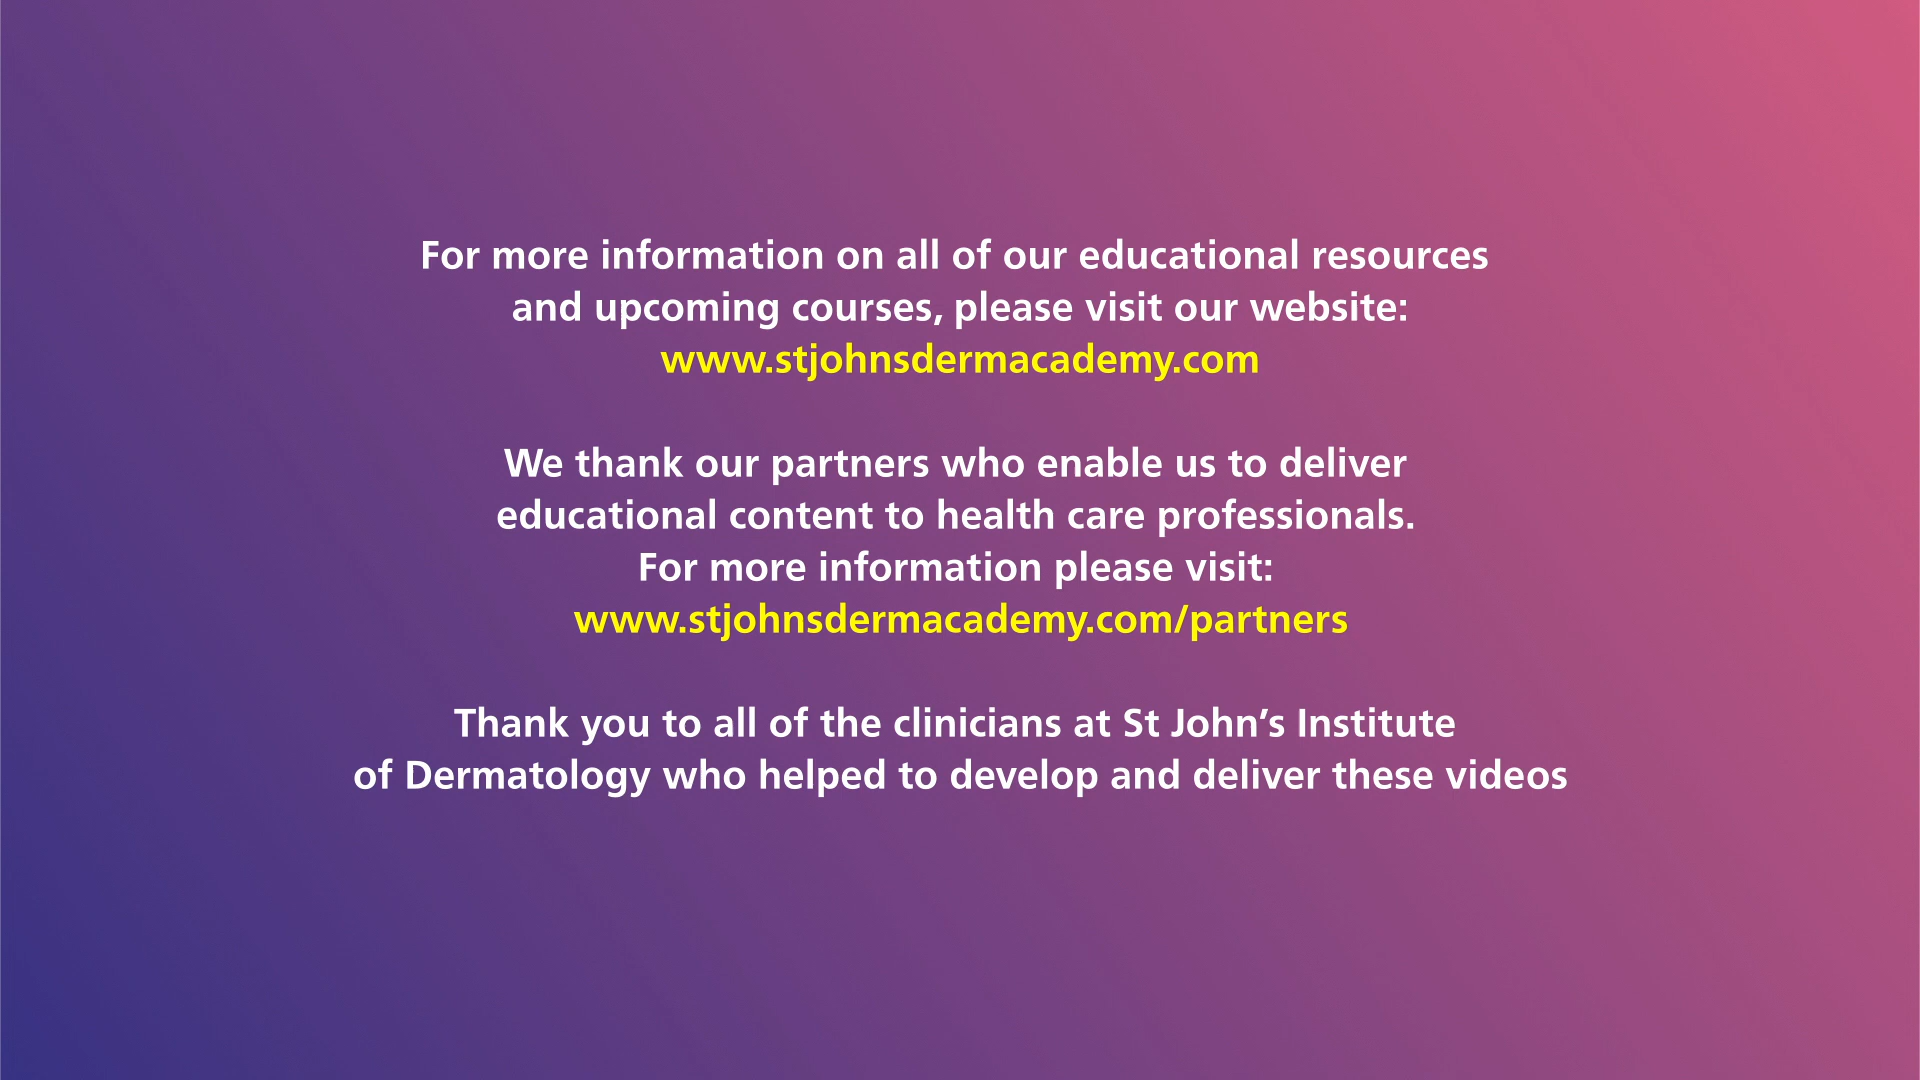 For more information on all of our educational resources
and upcoming courses, please visit our website:
www.stjohnsdermacademy.com
We thank our partners who enable us to deliver
educational content to health care professionals.
For more information please visit:
www.stjohnsdermacademy.com/partners
Thank you to all of the clinicians at St John’s Institute
of Dermatology who helped to develop and deliver these videos